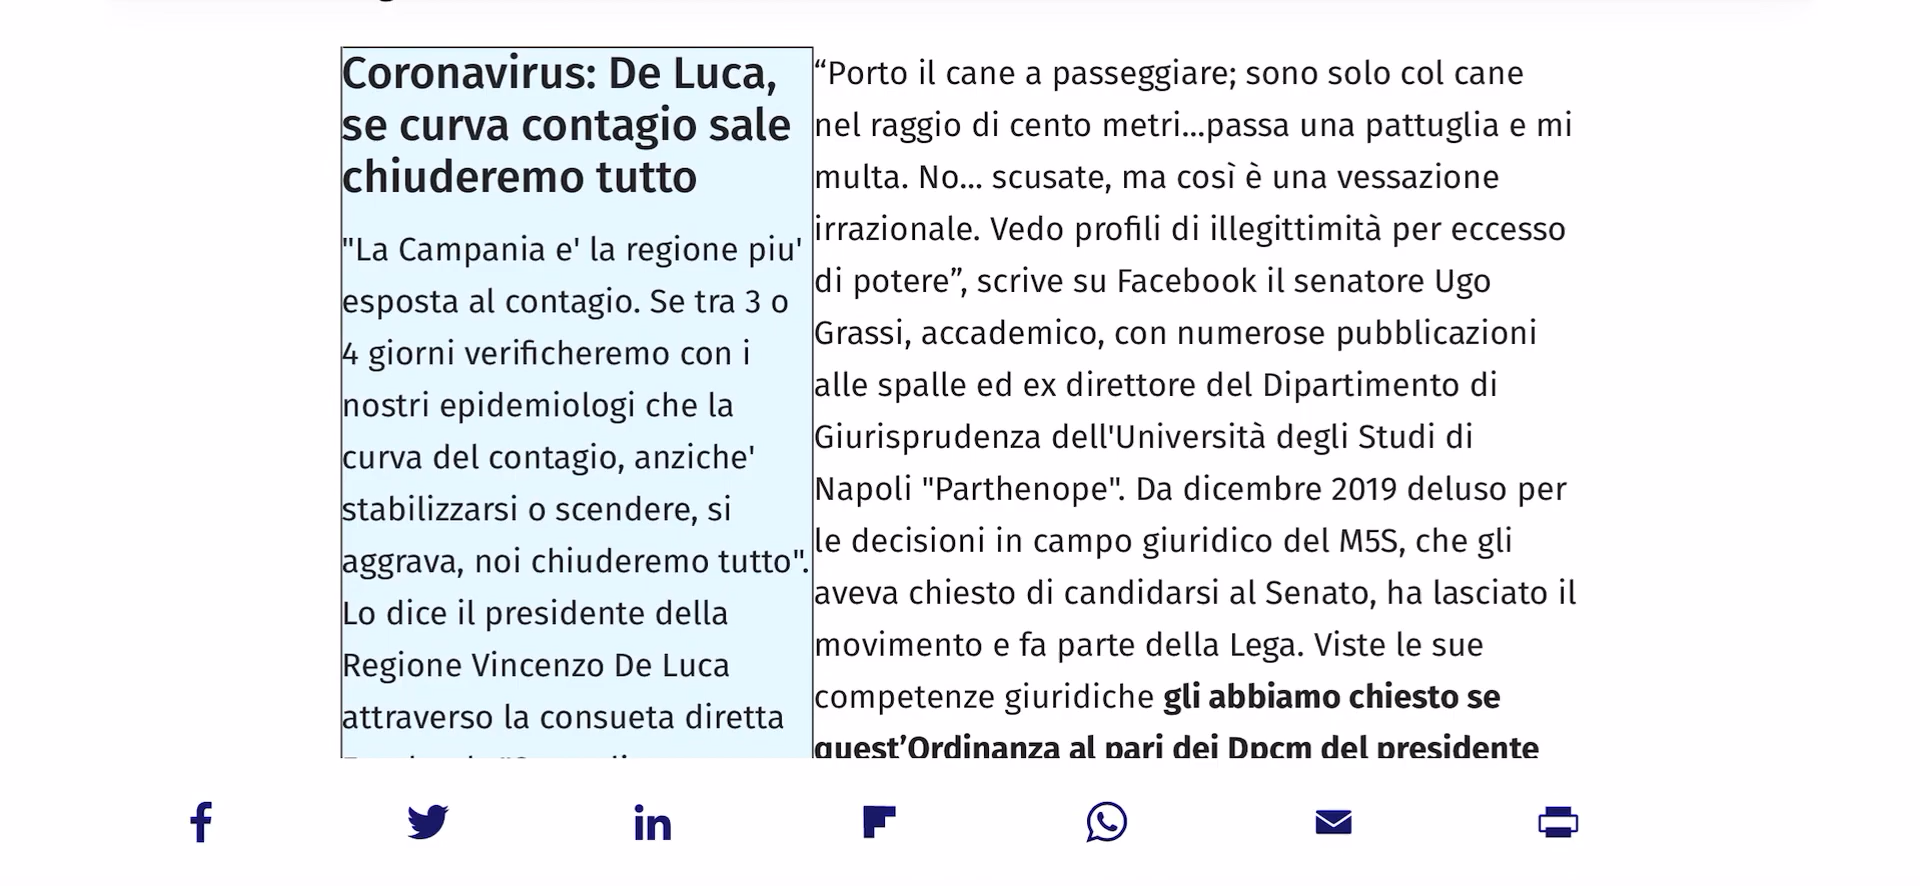 Coronavirus: De Luca,
se curva contagio sale
chiuderemo tutto
"La Campania e' la regione piu'
esposta al contagio. Se tra 3 o
4 giorni verificheremo con i
nostri epidemiologi che la
curva del contagio, anziche'
stabilizzarsi o scendere, si
aggrava, noi chiuderemo tutto".
Lo dice il presidente della
Regione Vincenzo De Luca
attraverso la consueta diretta
“Porto il cane a passeggiare; sono solo col cane
nel raggio di cento metri...passa una pattuglia e mi
multa. No... scusate, ma così è una vessazione
irrazionale. Vedo profili di illegittimità per eccesso
di potere”, scrive su Facebook il senatore Ugo
Grassi, accademico, con numerose pubblicazioni
alle spalle ed ex direttore del Dipartimento di
Giurisprudenza dell'Università degli Studi di
Napoli "Parthenope". Da dicembre 2019 deluso per
le decisioni in campo giuridico del M5S, che gli
aveva chiesto di candidarsi al Senato, ha lasciato il
movimento e fa parte della Lega. Viste le sue
competenze giuridiche gli abbiamo chiesto se
quest’Ordinanza al pari dei Dpcm del presidente